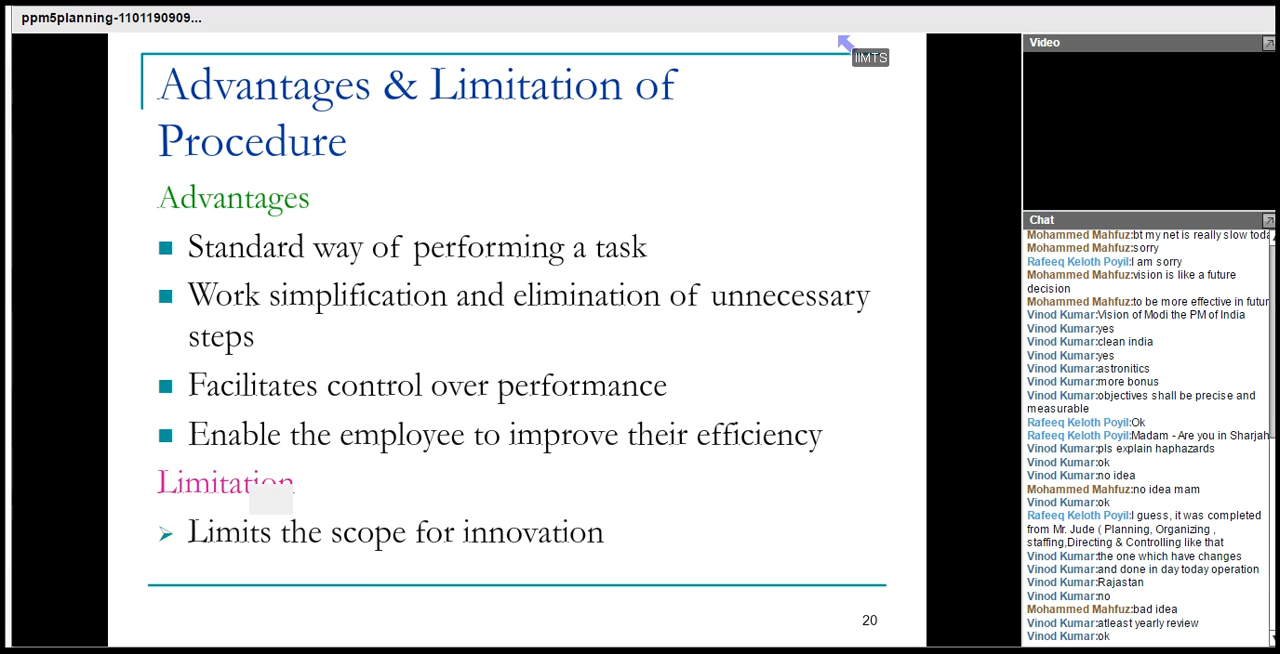 ppm5planning-1101190909...
IIMTS
Advantages & Limitation of
Procedure
Advantages
Standard way of performing a task
Work simplification and elimination of unnecessary
steps
Facilitates control over performance
Enable the employee to improve their efficiency
Limitation
Limits the scope for innovation
20
Video
Chat
Mohammed Mahfuz:bt my net is really slow toda
Mohammed Mahfuz:sorry
Rafeeq Keloth Poyil:I am sorry
Mohammed Mahfuz:vision is like a future
decision
Mohammed Mahfuz:to be more effective in futur
Vinod Kumar:Vision of Modi the PM of India
Vinod Kumar:yes
Vinod Kumar:clean india
Vinod Kumar:yes
Vinod Kumar:astronitics
Vinod Kumar:more bonus
Vinod Kumar:objectives shall be precise and
measurable
Rafeeq Keloth Poyil:Ok
Rafeeq Keloth Poyil:Madam - Are you in Sharjah
Vinod Kumar:pls explain haphazards
Vinod Kumar:ok
Vinod Kumar:no idea
Mohammed Mahfuz:no idea mam
Vinod Kumar:ok
Rafeeq Keloth Poyil:I guess, it was completed
from Mr. Jude ( Planning, Organizing ,
staffing,Directing & Controlling like that
Vinod Kumar:the one which have changes
Vinod Kumar:and done in day today operation
Vinod Kumar:Rajastan
Vinod Kumar:no
Mohammed Mahfuz:bad idea
Vinod Kumar:atleast yearly review
Vinod Kumar:ok